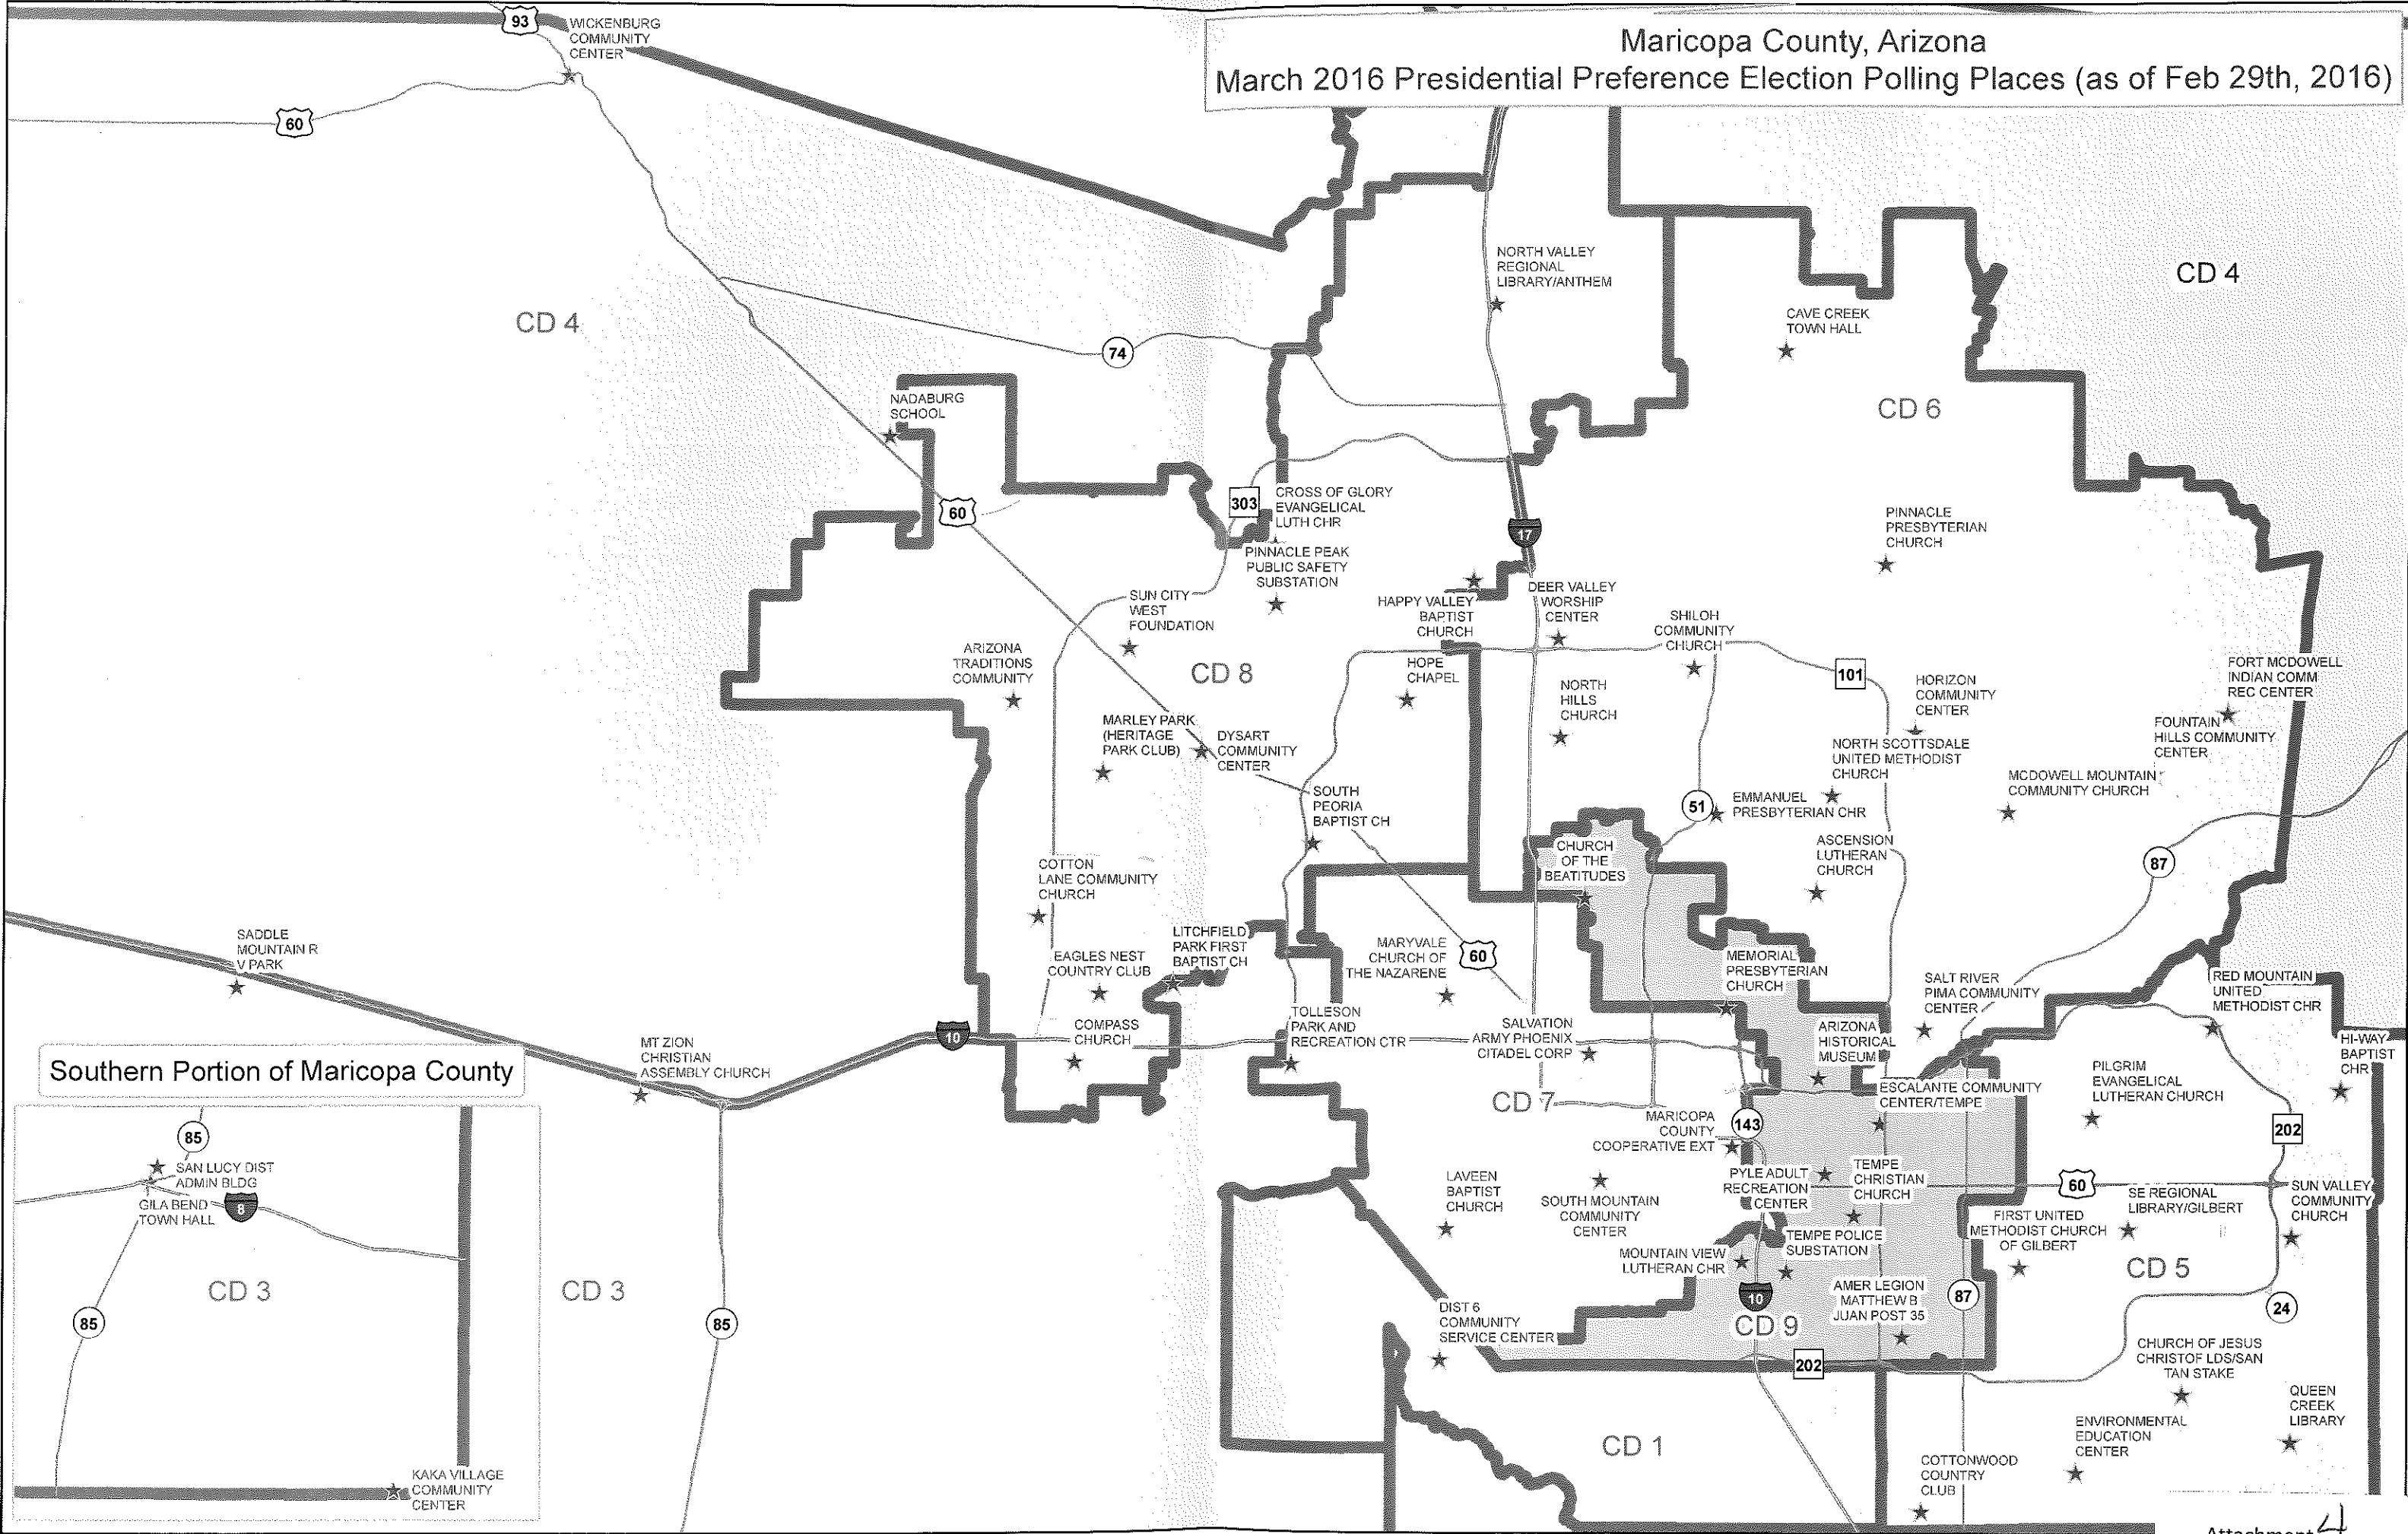 Maricopa County, Arizona
March 2016 Presidential Preference Election Polling Places (as of Feb 29th, 2016)
93
WICKENBURG
COMMUNITY
CENTER
60
NORTH VALLEY
REGIONAL
LIBRARY/ANTHEM
CD 4
CD 4
CAVE CREEK
TOWN HALL
74
NADABURG
SCHOOL
CD 6
303
CROSS OF GLORY
EVANGELICAL
LUTH CHR
60
17
PINNACLE
PRESBYTERIAN
CHURCH
PINNACLE PEAK
PUBLIC SAFETY
SUBSTATION
SUN CITY
WEST
FOUNDATION
HAPPY VALLEY
BAPTIST
CHURCH
DEER VALLEY
WORSHIP
CENTER
SHILOH
COMMUNITY
CHURCH
ARIZONA
TRADITIONS
COMMUNITY
CD 8
HOPE
CHAPEL
101
FORT MCDOWELL
INDIAN COMM
REC CENTER
NORTH
HILLS
CHURCH
HORIZON
COMMUNITY
CENTER
MARLEY PARK
(HERITAGE
PARK CLUB)
DYSART
COMMUNITY
CENTER
FOUNTAIN
HILLS COMMUNITY
CENTER
NORTH SCOTTSDALE
UNITED METHODIST
CHURCH
MCDOWELL MOUNTAIN
COMMUNITY CHURCH
SOUTH
PEORIA
BAPTIST CH
51
EMMANUEL
PRESBYTERIAN CHR
CHURCH
OF THE
BEATITUDES
ASCENSION
LUTHERAN
CHURCH
87
COTTON
LANE COMMUNITY
CHURCH
SADDLE
MOUNTAIN R
V PARK
LITCHFIELD
PARK FIRST
BAPTIST CH
EAGLES NEST
COUNTRY CLUB
MARYVALE
CHURCH OF
THE NAZARENE
60
MEMORIAL
PRESBYTERIAN
CHURCH
SALT RIVER
PIMA COMMUNITY
CENTER
RED MOUNTAIN
UNITED
METHODIST CHR
TOLLESON
PARK AND
RECREATION CTR
COMPASS
CHURCH
SALVATION
ARMY PHOENIX
CITADEL CORP
ARIZONA
HISTORICAL
MUSEUM
10
MT ZION
CHRISTIAN
ASSEMBLY CHURCH
HI-WAY
BAPTIST
CHR
Southern Portion of Maricopa County
PILGRIM
EVANGELICAL
LUTHERAN CHURCH
ESCALANTE COMMUNITY
CENTER/TEMPE
CD 7
MARICOPA
COUNTY
COOPERATIVE EXT
143
202
85
SAN LUCY DIST
ADMIN BLDG
GILA BEND
TOWN HALL
8
LAVEEN
BAPTIST
CHURCH
SOUTH MOUNTAIN
COMMUNITY
CENTER
PYLE ADULT
RECREATION
CENTER
TEMPE
CHRISTIAN
CHURCH
60
SE REGIONAL
LIBRARY/GILBERT
SUN VALLEY
COMMUNITY
CHURCH
FIRST UNITED
METHODIST CHURCH
OF GILBERT
TEMPE POLICE
SUBSTATION
MOUNTAIN VIEW
LUTHERAN CHR
CD 5
CD 3
CD 3
10
AMER LEGION
MATTHEW B
JUAN POST 35
87
24
85
85
DIST 6
COMMUNITY
SERVICE CENTER
CD 9
202
CHURCH OF JESUS
CHRISTOF LDS/SAN
TAN STAKE
QUEEN
CREEK
LIBRARY
ENVIRONMENTAL
EDUCATION
CENTER
CD 1
COTTONWOOD
COUNTRY
CLUB
KAKA VILLAGE
COMMUNITY
CENTER
Attachment 4